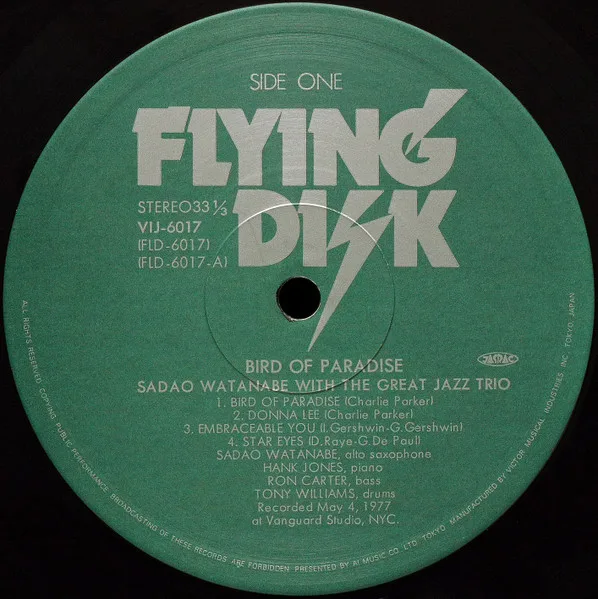 SIDE ONE
FLYING
DISK
STEREO 33 1/3
VIJ-6017
(FLD-6017)
(FLD-6017-A)
BIRD OF PARADISE
JASRAC
SADAO WATANABE WITH THE GREAT JAZZ TRIO
1. BIRD OF PARADISE (Charlie Parker)
2. DONNA LEE (Charlie Parker)
3. EMBRACEABLE YOU (I. Gershwin-G. Gershwin)
4. STAR EYES (D. Raye-G. De Paul)
SADAO WATANABE, alto saxophone
HANK JONES, piano
RON CARTER, bass
TONY WILLIAMS, drums
Recorded May 4, 1977
at Vanguard Studio, NYC.
ALL RIGHTS RESERVED. COPYING, PUBLIC PERFORMANCE, BROADCASTING OF THESE RECORDS ARE FORBIDDEN. PRESENTED BY AI MUSIC CO. LTD. TOKYO. MANUFACTURED BY VICTOR MUSICAL INDUSTRIES INC. TOKYO, JAPAN